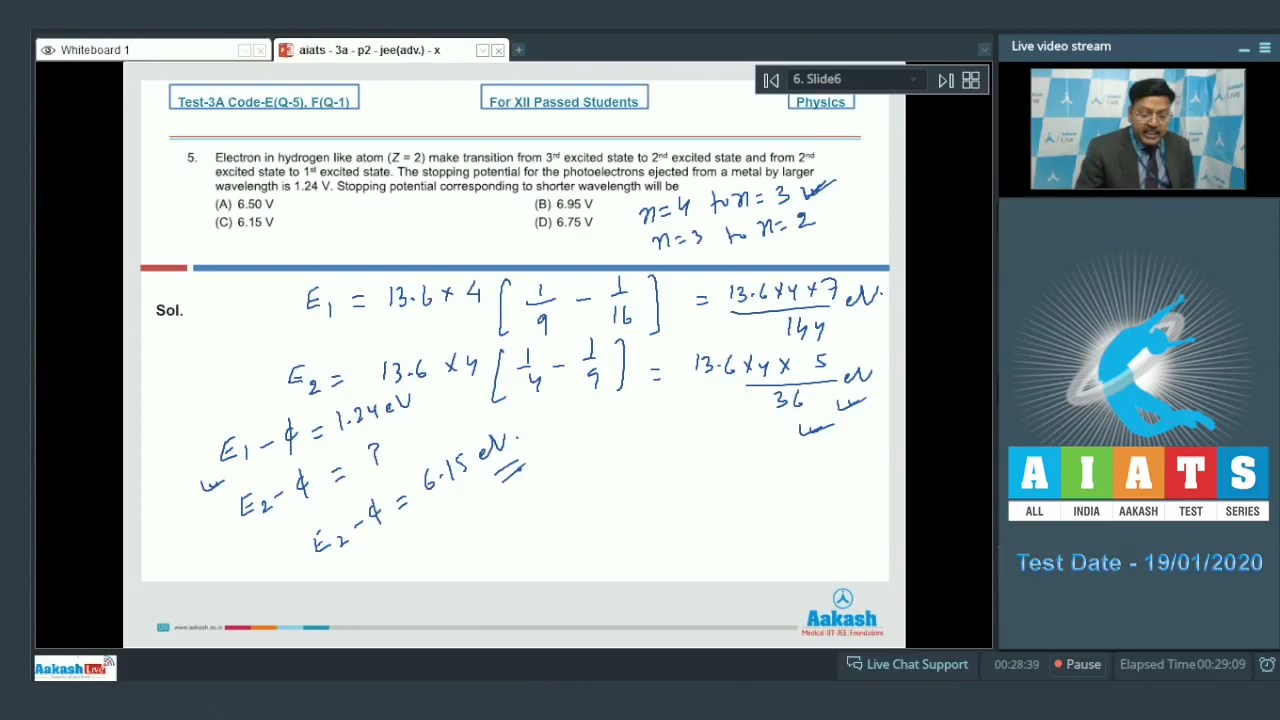 Whiteboard 1
aiats - 3a - p2 - jee(adv.) - x
Live video stream
6. Slide6
Test-3A Code-E(Q-5), F(Q-1)
For XII Passed Students
Physics
5. Electron in hydrogen like atom (Z = 2) make transition from 3rd excited state to 2nd excited state and from 2nd
excited state to 1st excited state. The stopping potential for the photoelectrons ejected from a metal by larger
wavelength is 1.24 V. Stopping potential corresponding to shorter wavelength will be
(A) 6.50 V
(B) 6.95 V
(C) 6.15 V
(D) 6.75 V
n=4 to n=3
n=3 to n=2
Sol.
E1 = 13.6 × 4 [1/9 − 1/16] = 13.6×4×7/144 eV.
E2 = 13.6 × 4 [1/4 − 1/9] = 13.6×4×5/36 eV
E1 − ϕ = 1.24 eV
E2 − ϕ = ?
E2 − ϕ = 6.15 eV.
AIATS
ALL INDIA AAKASH TEST SERIES
Test Date - 19/01/2020
www.aakash.ac.in
Aakash
Medical|IIT-JEE|Foundations
Aakash Live
Live Chat Support
00:28:39
Pause
Elapsed Time 00:29:09